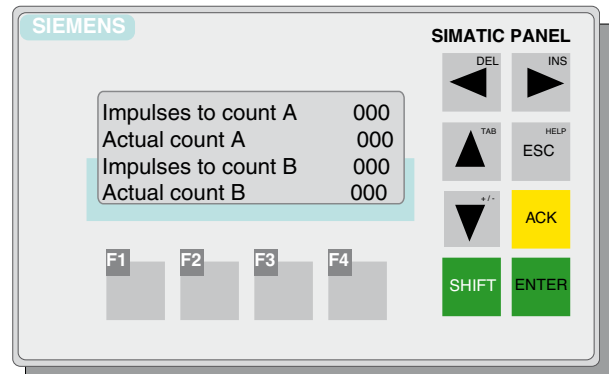 SIEMENS
SIMATIC PANEL
DEL
INS
Impulses to count A 000
Actual count A 000
Impulses to count B 000
Actual count B 000
TAB
HELP
ESC
+/-
ACK
F1 F2 F3 F4
SHIFT ENTER